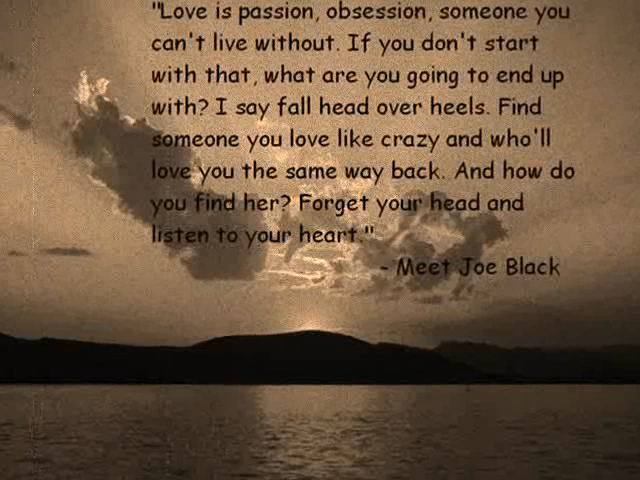 "Love is passion, obsession, someone you
can't live without. If you don't start
with that, what are you going to end up
with? I say fall head over heels. Find
someone you love like crazy and who'll
love you the same way back. And how do
you find her? Forget your head and
listen to your heart."
- Meet Joe Black